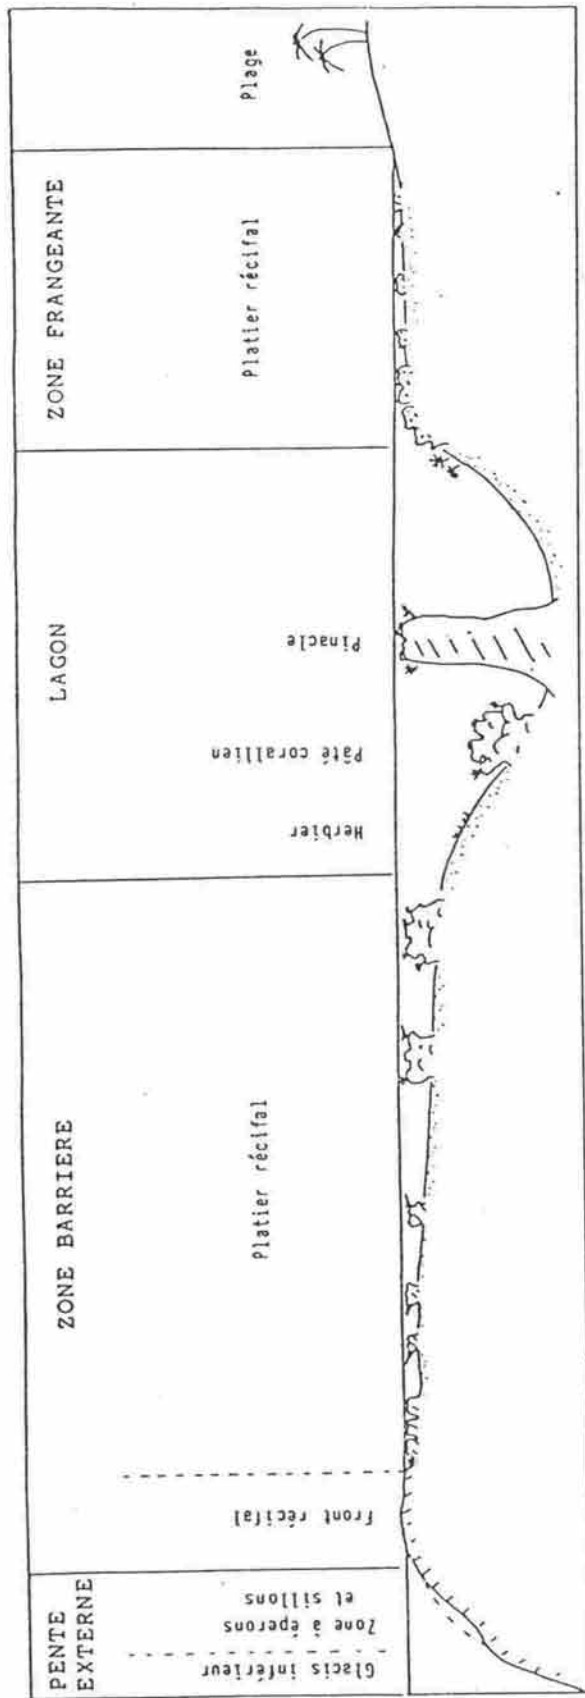 PENTE
EXTERNE
ZONE BARRIERE
LAGON
ZONE FRANGEANTE
Glacis inférieur
Zone à éperons
et sillons
Front récifal
Platier récifal
Herbier
Pâté corallien
Pinacle
Platier récifal
Plage